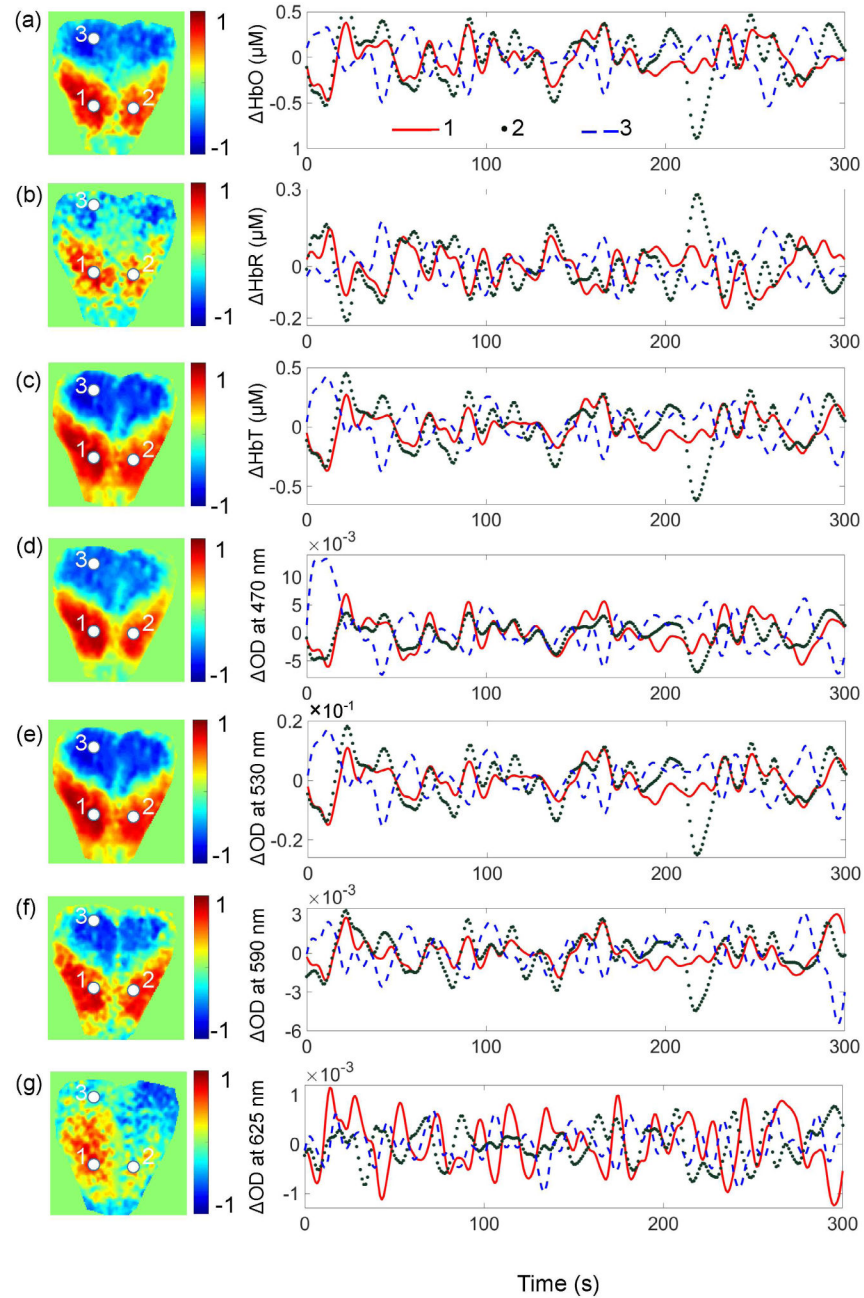 (a) 3 1 2 1 -1 ΔHbO (µM) 0.5 0 -0.5 1 1 2 3
0 100 200 300
(b) 3 1 2 1 -1 ΔHbR (µM) 0.3 0 -0.2
0 100 200 300
(c) 3 1 2 1 -1 ΔHbT (µM) 0.5 0 -0.5
0 100 200 300
×10⁻³
(d) 3 1 2 1 -1 ΔOD at 470 nm 10 5 0 -5
0 100 200 300
×10⁻¹
(e) 3 1 2 1 -1 ΔOD at 530 nm 0.2 0 -0.2
0 100 200 300
×10⁻³
(f) 3 1 2 1 -1 ΔOD at 590 nm 3 0 -3 -6
0 100 200 300
×10⁻³
(g) 3 1 2 1 -1 ΔOD at 625 nm 1 0 -1
0 100 200 300
Time (s)